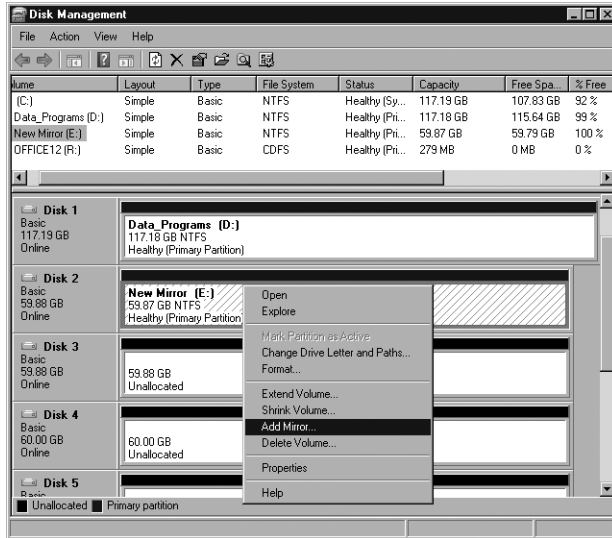 Disk Management
File Action View Help
lume Layout Type File System Status Capacity Free Spa... % Free
(C:) Simple Basic NTFS Healthy (Sy... 117.19 GB 107.83 GB 92 %
Data_Programs (D:) Simple Basic NTFS Healthy (Pri... 117.18 GB 115.64 GB 99 %
New Mirror (E:) Simple Basic NTFS Healthy (Pri... 59.87 GB 59.79 GB 100 %
OFFICE12 (R:) Simple Basic CDFS Healthy (Pri... 279 MB 0 MB 0 %
Disk 1
Basic
117.19 GB
Online
Data_Programs (D:)
117.18 GB NTFS
Healthy (Primary Partition)
Disk 2
Basic
59.88 GB
Online
New Mirror (E:)
59.87 GB NTFS
Healthy (Primary Partition
Open
Explore
Mark Partition as Active
Change Drive Letter and Paths...
Format...
Extend Volume...
Shrink Volume...
Add Mirror...
Delete Volume...
Properties
Help
Disk 3
Basic
59.88 GB
Online
59.88 GB
Unallocated
Disk 4
Basic
60.00 GB
Online
60.00 GB
Unallocated
Disk 5
Basic
Unallocated Primary partition